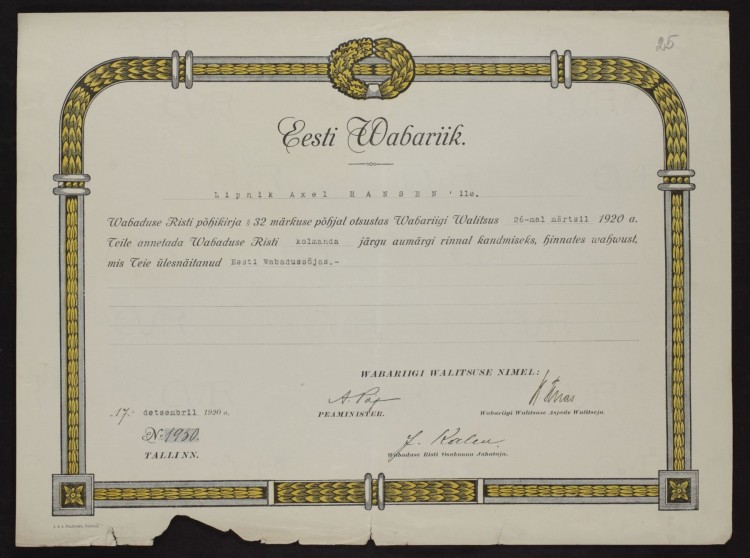 25
Eesti Wabariik.
Lipnik Axel HANSEN 'ile.
Wabaduse Risti põhikirja § 32 märkuse põhjal otsustas Wabariigi Walitsus 26-mal märtsil 1920 a.
Teile annetada Wabaduse Risti kolmanda järgu aumärgi rinnal kandmiseks, hinnates wahwust,
mis Teie ülesnäitanud Eesti Wabadussõjas.-
WABARIIGI WALITSUSE NIMEL:
17. detsembril 1920 a.
PEAMINISTER.
Wabariigi Walitsuse Asjade Walitseja.
№ 1950.
TALLINN.
Wabaduse Risti Osakonna Juhataja.